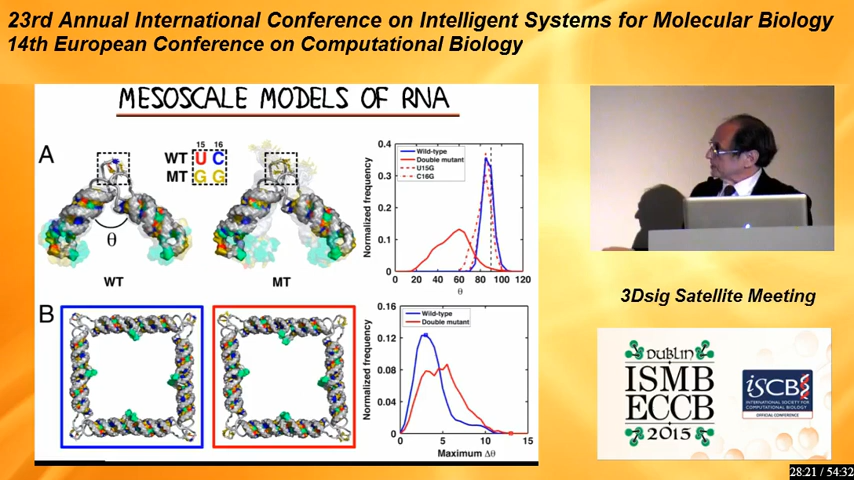 23rd Annual International Conference on Intelligent Systems for Molecular Biology
14th European Conference on Computational Biology
MESOSCALE MODELS OF RNA
A
15 16
WT U C
MT G G
θ
WT
MT
Normalized frequency
0.4
0.3
0.2
0.1
0
Wild-type
Double mutant
U15G
C16G
0 20 40 60 80 100 120
θ
B
Normalized frequency
0.16
0.12
0.08
0.04
0
Wild-type
Double mutant
0 5 10 15
Maximum Δθ
3Dsig Satellite Meeting
DUBLIN
ISMB
ECCB
2015
ISCB
INTERNATIONAL SOCIETY FOR
COMPUTATIONAL BIOLOGY
OFFICIAL CONFERENCE
28:21 / 54:32